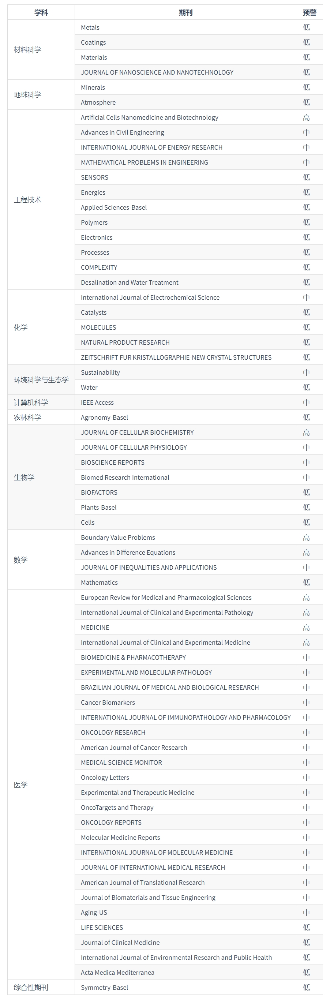 学科 期刊 预警
材料科学 Metals 低
Coatings 低
Materials 低
JOURNAL OF NANOSCIENCE AND NANOTECHNOLOGY 低
地球科学 Minerals 低
Atmosphere 低
工程技术 Artificial Cells Nanomedicine and Biotechnology 高
Advances in Civil Engineering 中
INTERNATIONAL JOURNAL OF ENERGY RESEARCH 中
MATHEMATICAL PROBLEMS IN ENGINEERING 中
SENSORS 低
Energies 低
Applied Sciences-Basel 低
Polymers 低
Electronics 低
Processes 低
COMPLEXITY 低
Desalination and Water Treatment 低
化学 International Journal of Electrochemical Science 中
Catalysts 低
MOLECULES 低
NATURAL PRODUCT RESEARCH 低
ZEITSCHRIFT FUR KRISTALLOGRAPHIE-NEW CRYSTAL STRUCTURES 低
环境科学与生态学 Sustainability 中
Water 低
计算机科学 IEEE Access 中
农林科学 Agronomy-Basel 低
生物学 JOURNAL OF CELLULAR BIOCHEMISTRY 高
JOURNAL OF CELLULAR PHYSIOLOGY 中
BIOSCIENCE REPORTS 中
Biomed Research International 中
BIOFACTORS 低
Plants-Basel 低
Cells 低
数学 Boundary Value Problems 高
Advances in Difference Equations 高
JOURNAL OF INEQUALITIES AND APPLICATIONS 中
Mathematics 低
医学 European Review for Medical and Pharmacological Sciences 高
International Journal of Clinical and Experimental Pathology 高
MEDICINE 高
International Journal of Clinical and Experimental Medicine 高
BIOMEDICINE & PHARMACOTHERAPY 中
EXPERIMENTAL AND MOLECULAR PATHOLOGY 中
BRAZILIAN JOURNAL OF MEDICAL AND BIOLOGICAL RESEARCH 中
Cancer Biomarkers 中
INTERNATIONAL JOURNAL OF IMMUNOPATHOLOGY AND PHARMACOLOGY 中
ONCOLOGY RESEARCH 中
American Journal of Cancer Research 中
MEDICAL SCIENCE MONITOR 中
Oncology Letters 中
Experimental and Therapeutic Medicine 中
OncoTargets and Therapy 中
ONCOLOGY REPORTS 中
Molecular Medicine Reports 中
INTERNATIONAL JOURNAL OF MOLECULAR MEDICINE 中
JOURNAL OF INTERNATIONAL MEDICAL RESEARCH 中
American Journal of Translational Research 中
Journal of Biomaterials and Tissue Engineering 中
Aging-US 中
LIFE SCIENCES 低
Journal of Clinical Medicine 低
International Journal of Environmental Research and Public Health 低
Acta Medica Mediterranea 低
综合性期刊 Symmetry-Basel 低